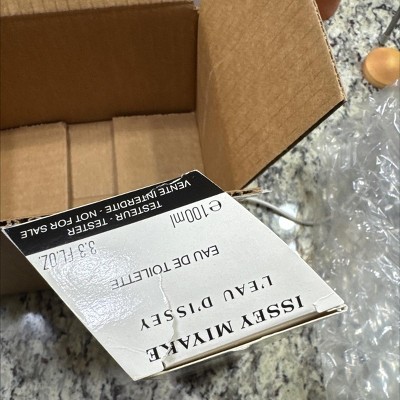 ISSEY MIYAKE
L'EAU D'ISSEY
EAU DE TOILETTE
℮100ml 3.3 FL.OZ.
TESTEUR - TESTER
VENTE INTERDITE - NOT FOR SALE